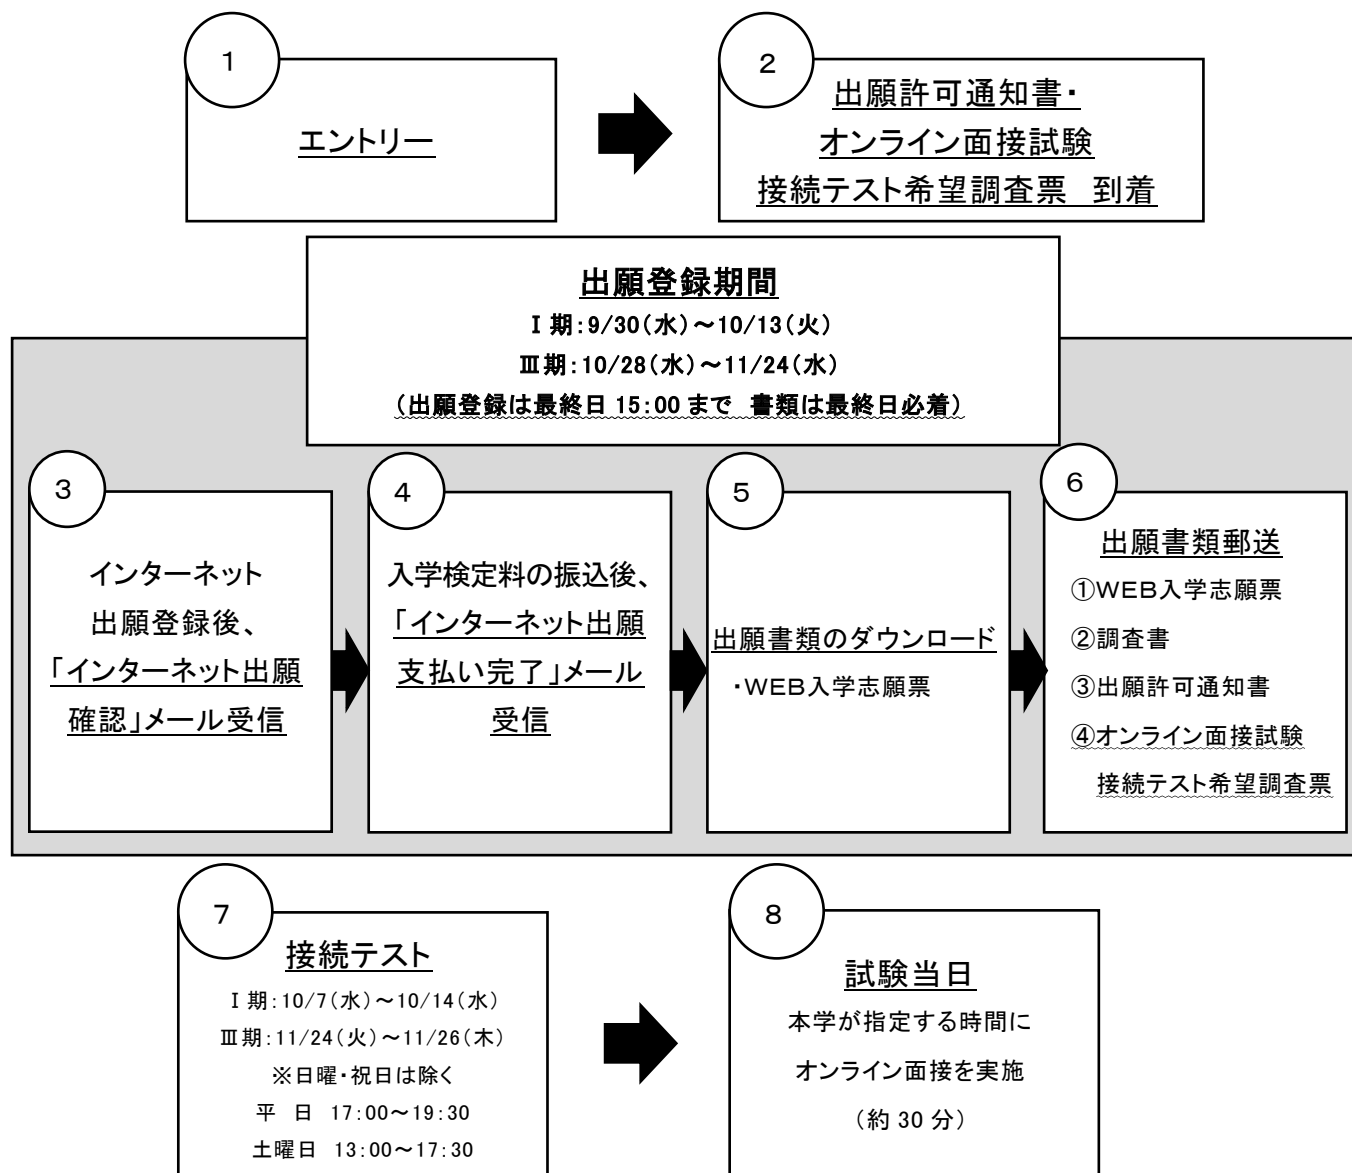 1
エントリー
2
出願許可通知書・
オンライン面接試験
接続テスト希望調査票 到着
出願登録期間
Ⅰ期：9/30（水）～10/13（火）
Ⅲ期：10/28（水）～11/24（水）
（出願登録は最終日 15：00 まで 書類は最終日必着）
3
インターネット
出願登録後、
「インターネット出願
確認」メール受信
4
入学検定料の振込後、
「インターネット出願
支払い完了」メール
受信
5
出願書類のダウンロード
・ＷＥＢ入学志願票
6
出願書類郵送
①ＷＥＢ入学志願票
②調査書
③出願許可通知書
④オンライン面接試験
接続テスト希望調査票
7
接続テスト
Ⅰ期：10/7（水）～10/14（水）
Ⅲ期：11/24（火）～11/26（木）
※日曜・祝日は除く
平 日 17：00～19：30
土曜日 13：00～17：30
8
試験当日
本学が指定する時間に
オンライン面接を実施
（約 30 分）